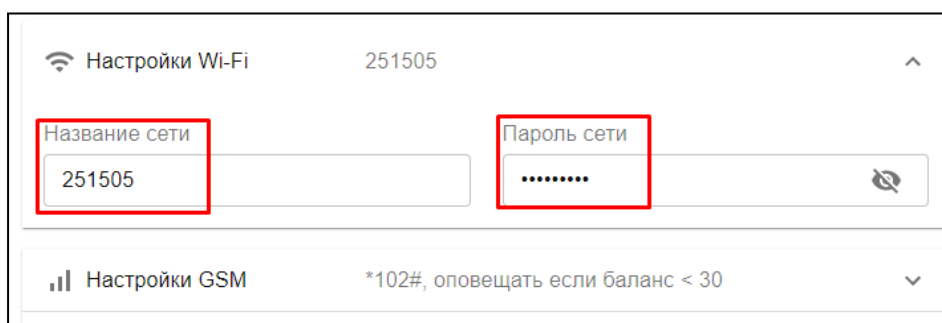 Настройки Wi-Fi 251505
Название сети Пароль сети
251505 •••••••••
Настройки GSM *102#, оповещать если баланс < 30